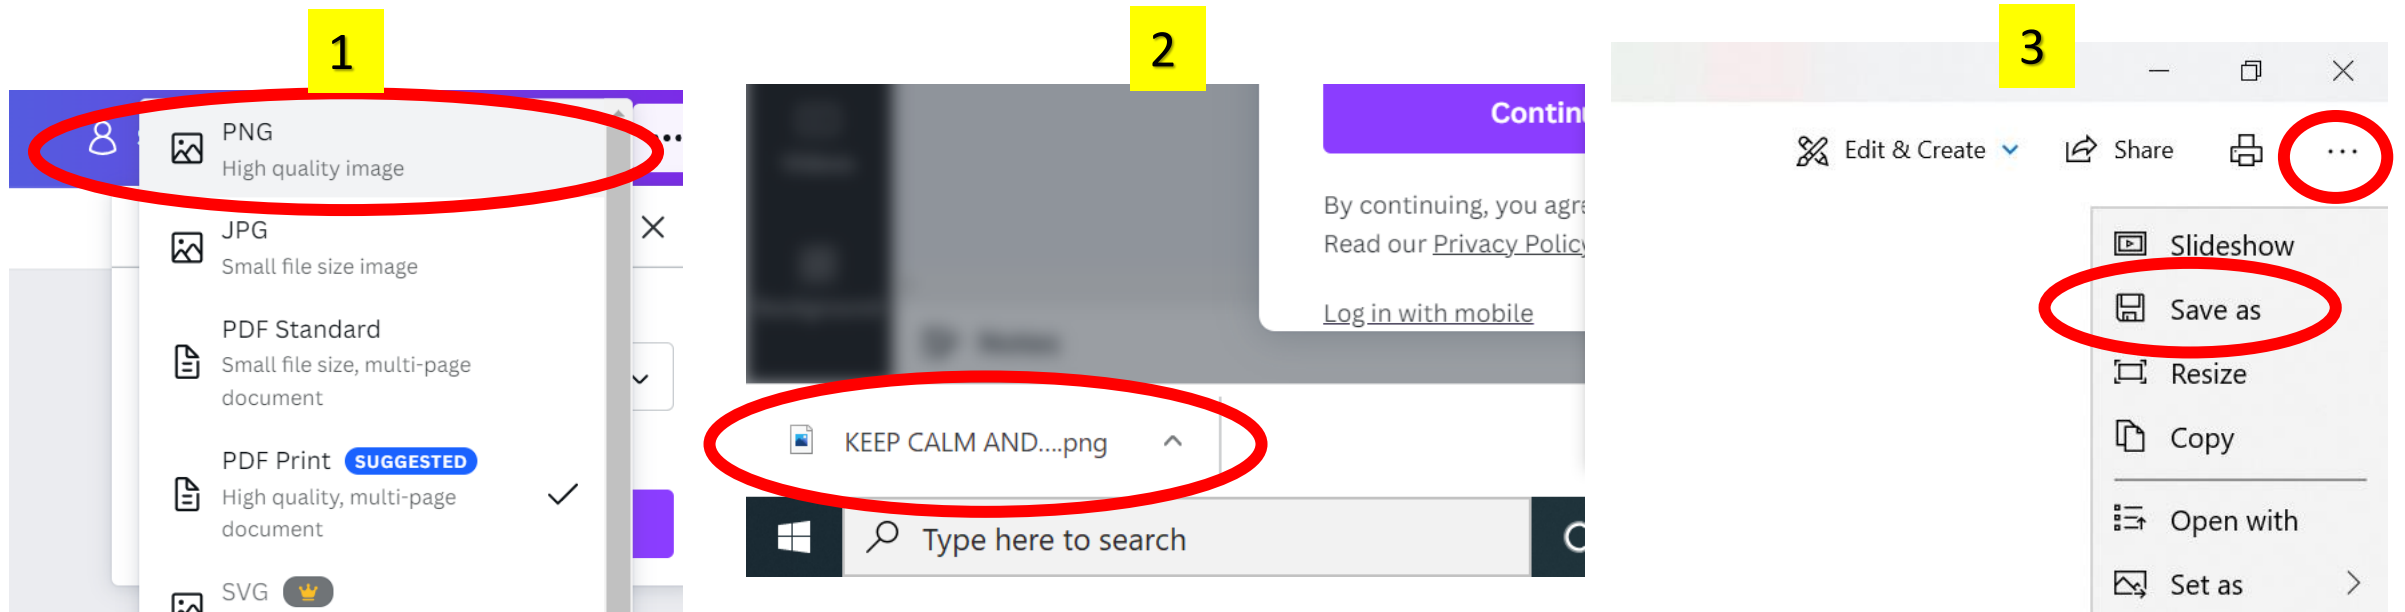 1
PNG
High quality image
JPG
Small file size image
PDF Standard
Small file size, multi-page
document
PDF Print SUGGESTED
High quality, multi-page
document
SVG
2
Contin
By continuing, you agre
Read our Privacy Policy
Log in with mobile
Notes
KEEP CALM AND....png
Type here to search
3
Edit & Create
Share
Slideshow
Save as
Resize
Copy
Open with
Set as